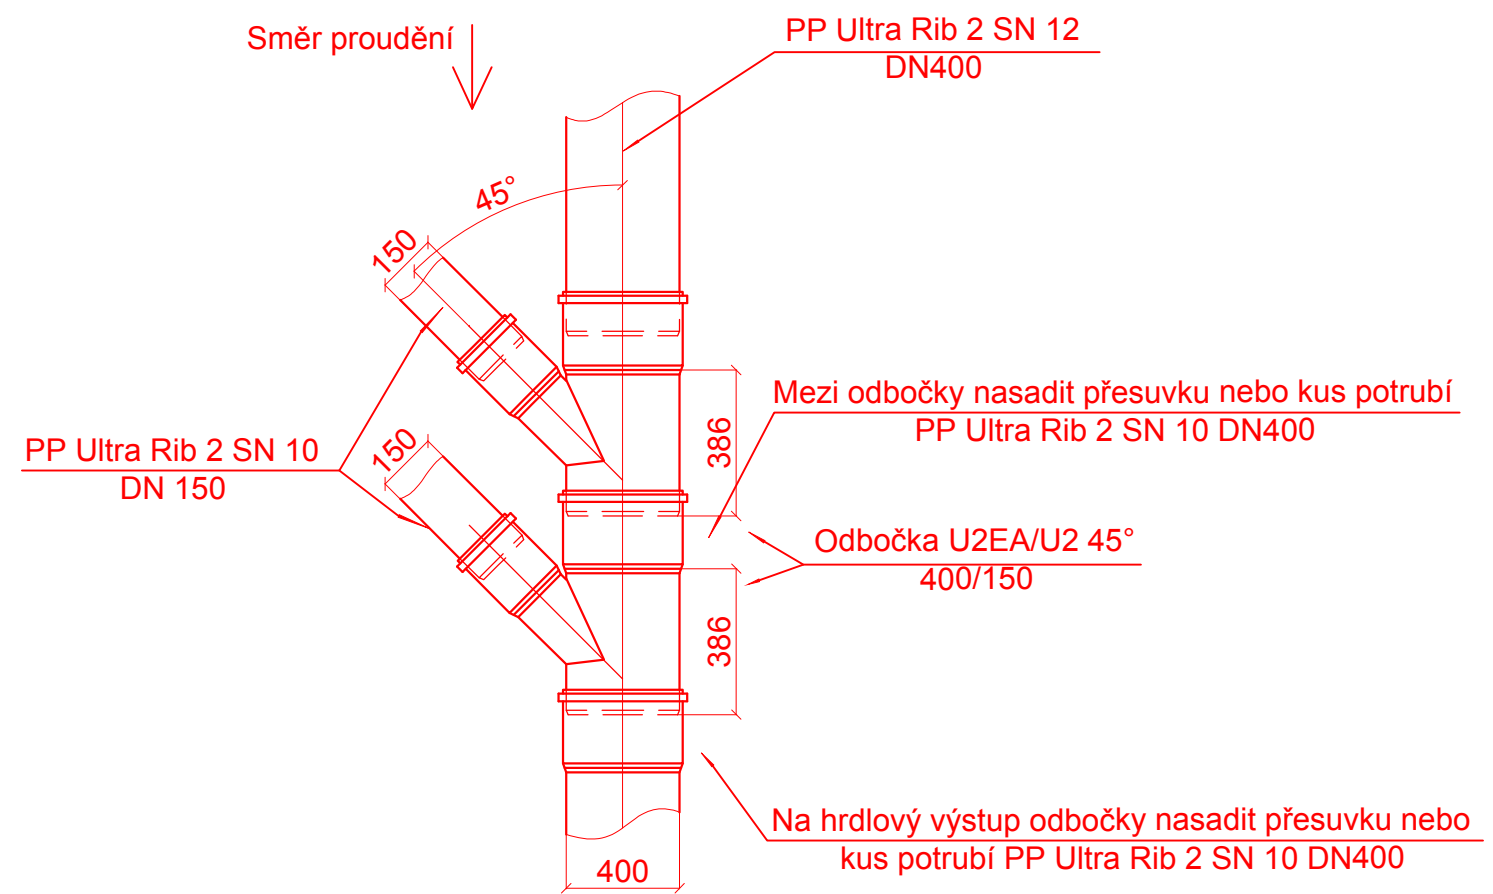 Směr proudění
PP Ultra Rib 2 SN 12
DN400
45°
150
PP Ultra Rib 2 SN 10
DN 150
150
386
Mezi odbočky nasadit přesuvku nebo kus potrubí
PP Ultra Rib 2 SN 10 DN400
Odbočka U2EA/U2 45°
400/150
386
Na hrdlový výstup odbočky nasadit přesuvku nebo
kus potrubí PP Ultra Rib 2 SN 10 DN400
400